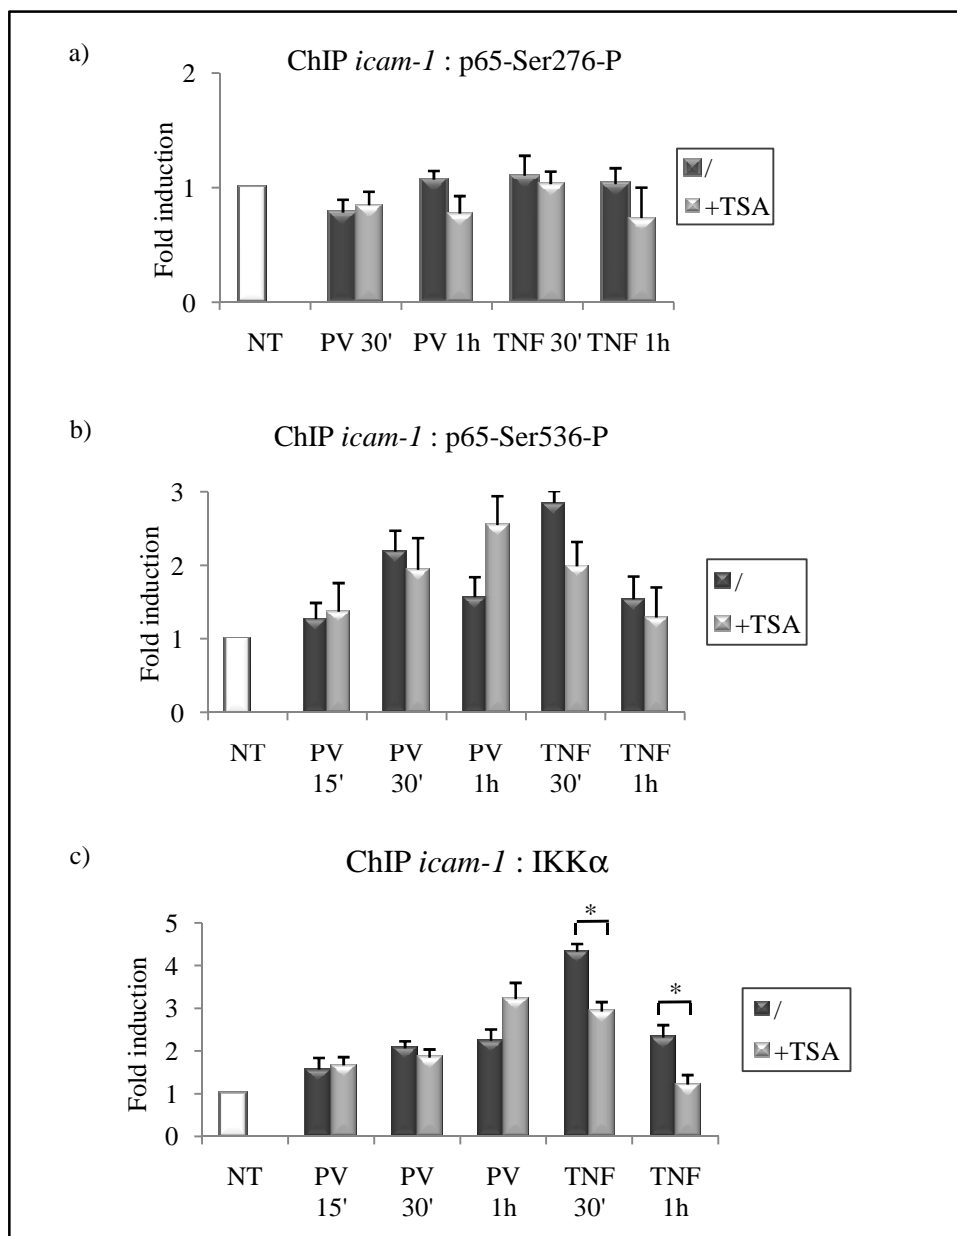 a)
ChIP icam-1 : p65-Ser276-P
2
1
0
Fold induction
NT PV 30' PV 1h TNF 30' TNF 1h
/
+TSA
b)
ChIP icam-1 : p65-Ser536-P
3
2
1
0
Fold induction
NT PV PV PV TNF TNF
15' 30' 1h 30' 1h
/
+TSA
c)
ChIP icam-1 : IKKα
5
4
3
2
1
0
Fold induction
*
*
NT PV PV PV TNF TNF
15' 30' 1h 30' 1h
/
+TSA